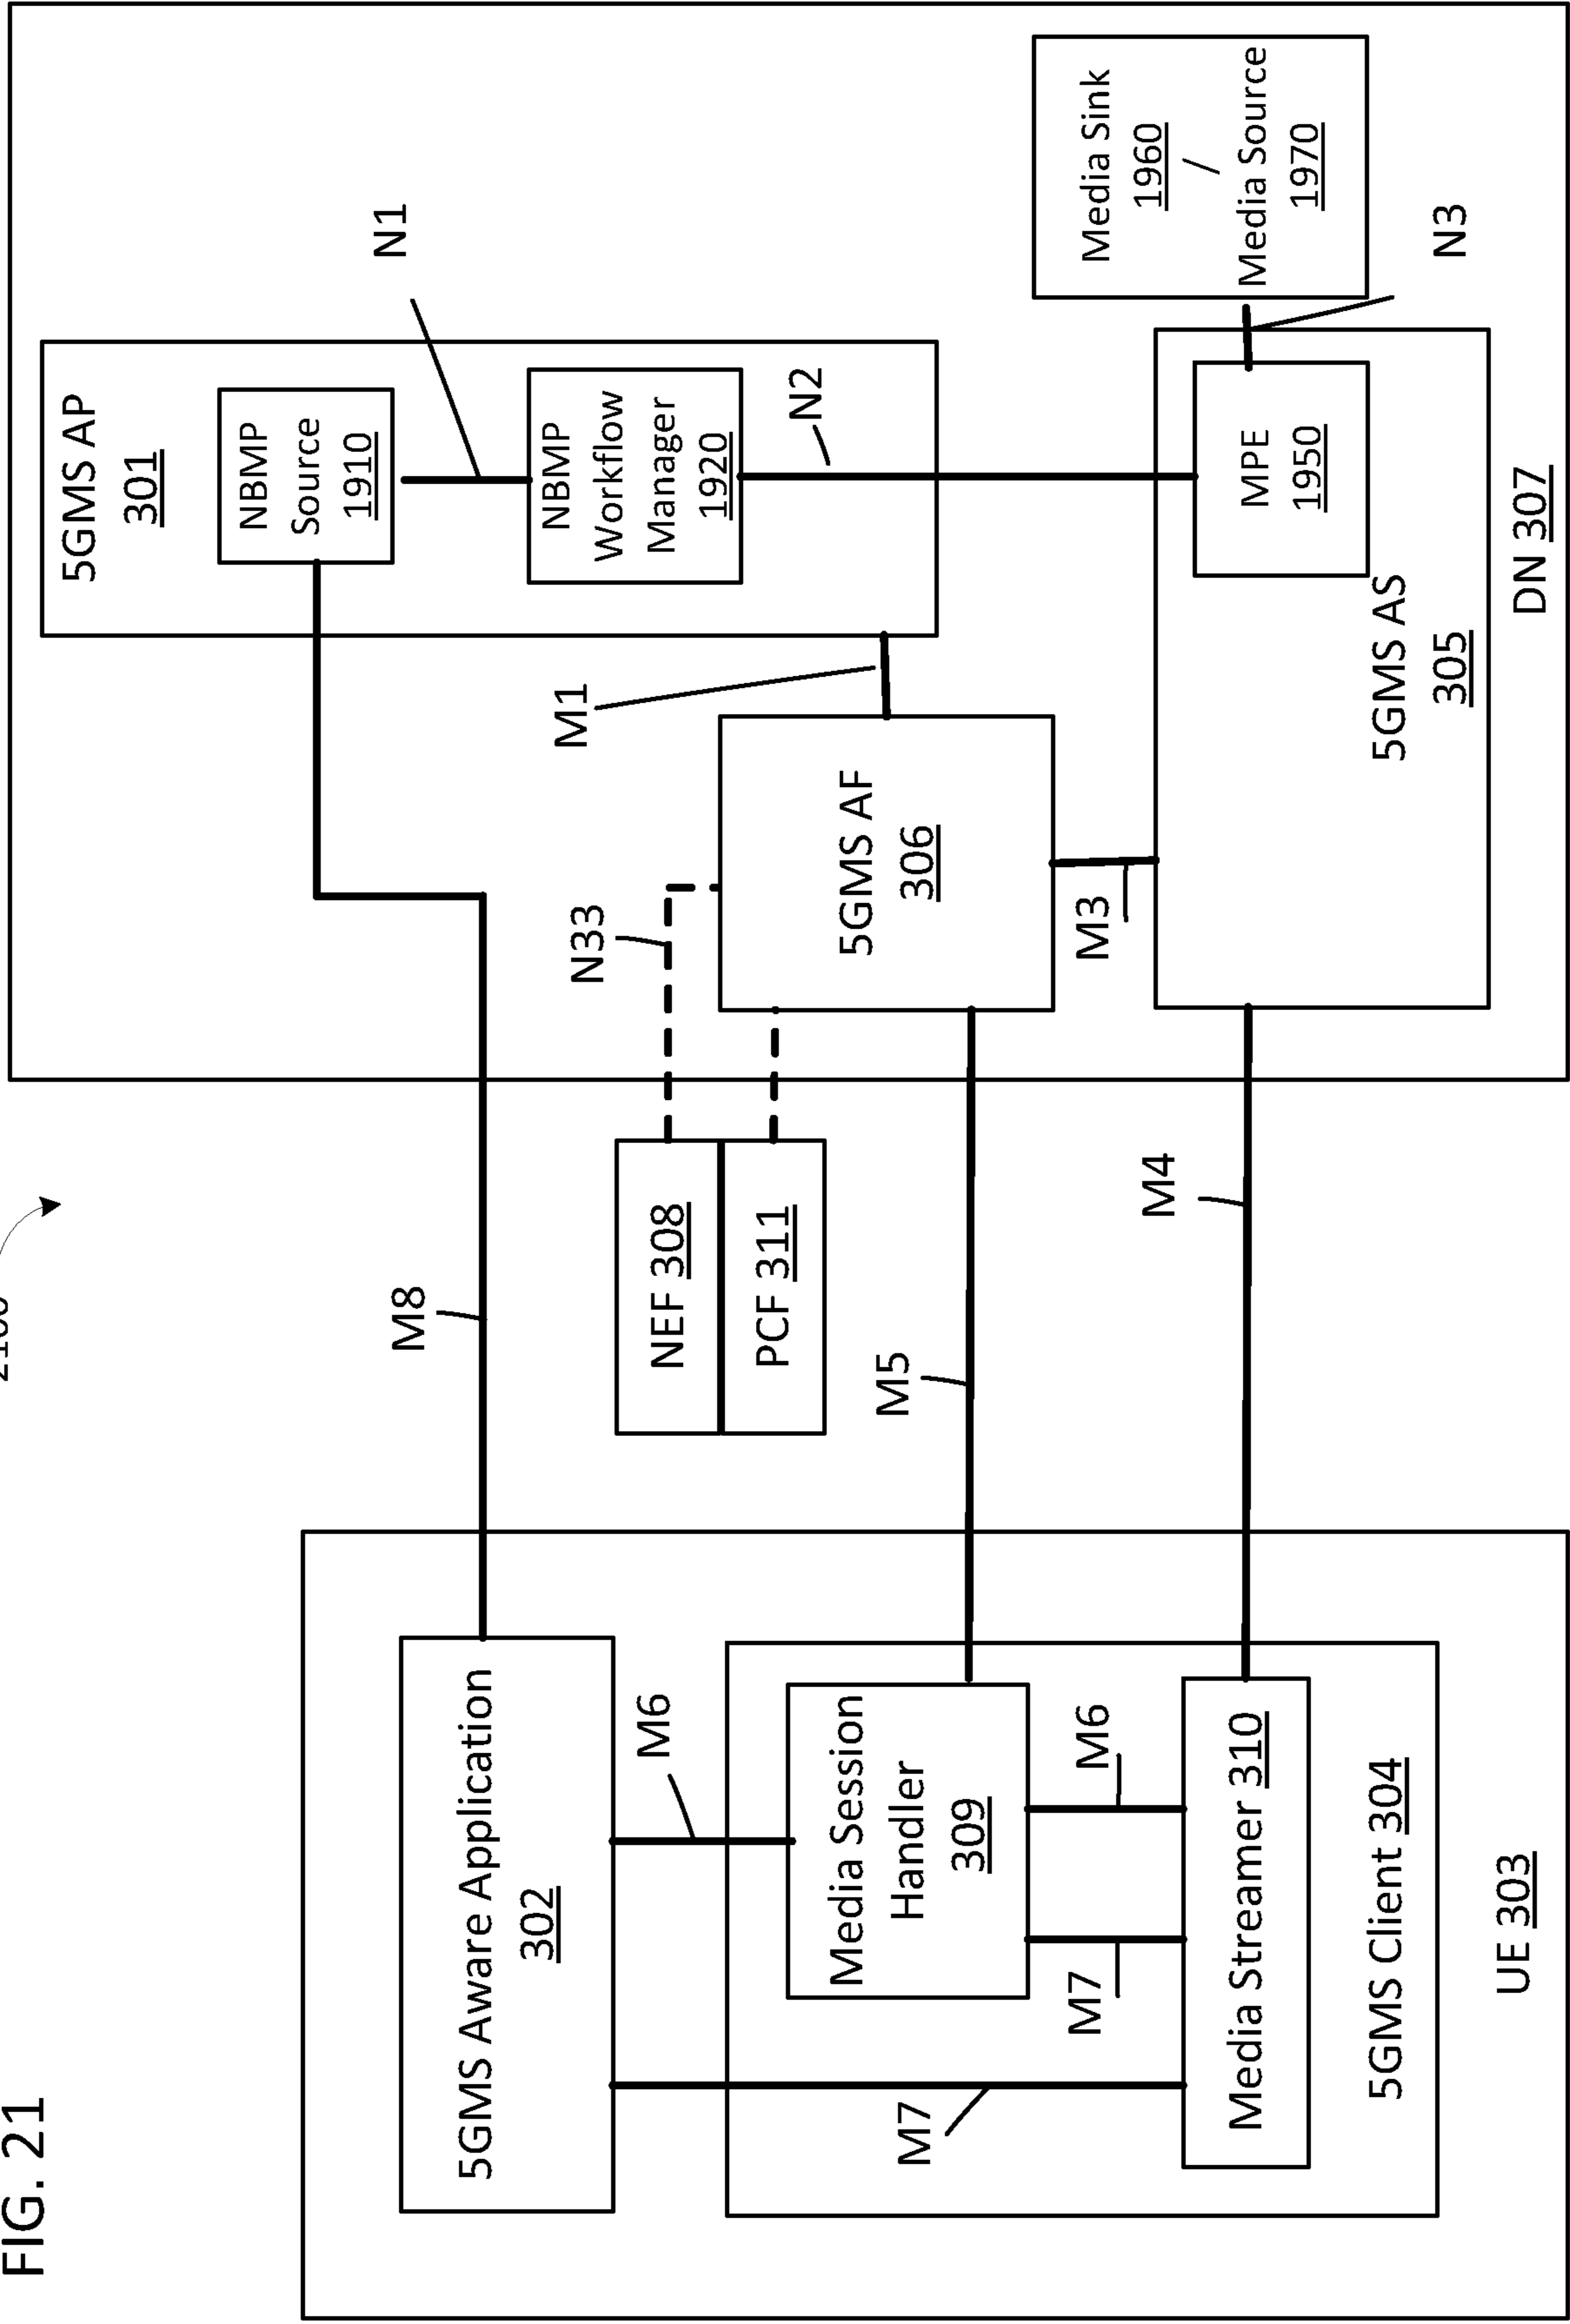 FIG. 21
5GMS Aware Application
302
M6
M7
Media Session
Handler
309
M7
M6
Media Streamer 310
5GMS Client 304
UE 303
M8
NEF 308
PCF 311
M5
M4
N33
5GMS AP
301
NBMP
Source
1910
N1
NBMP
Workflow
Manager
1920
M1
N2
5GMS AF
306
M3
MPE
1950
5GMS AS
305
DN 307
Media Sink
1960
/
Media Source
1970
N3